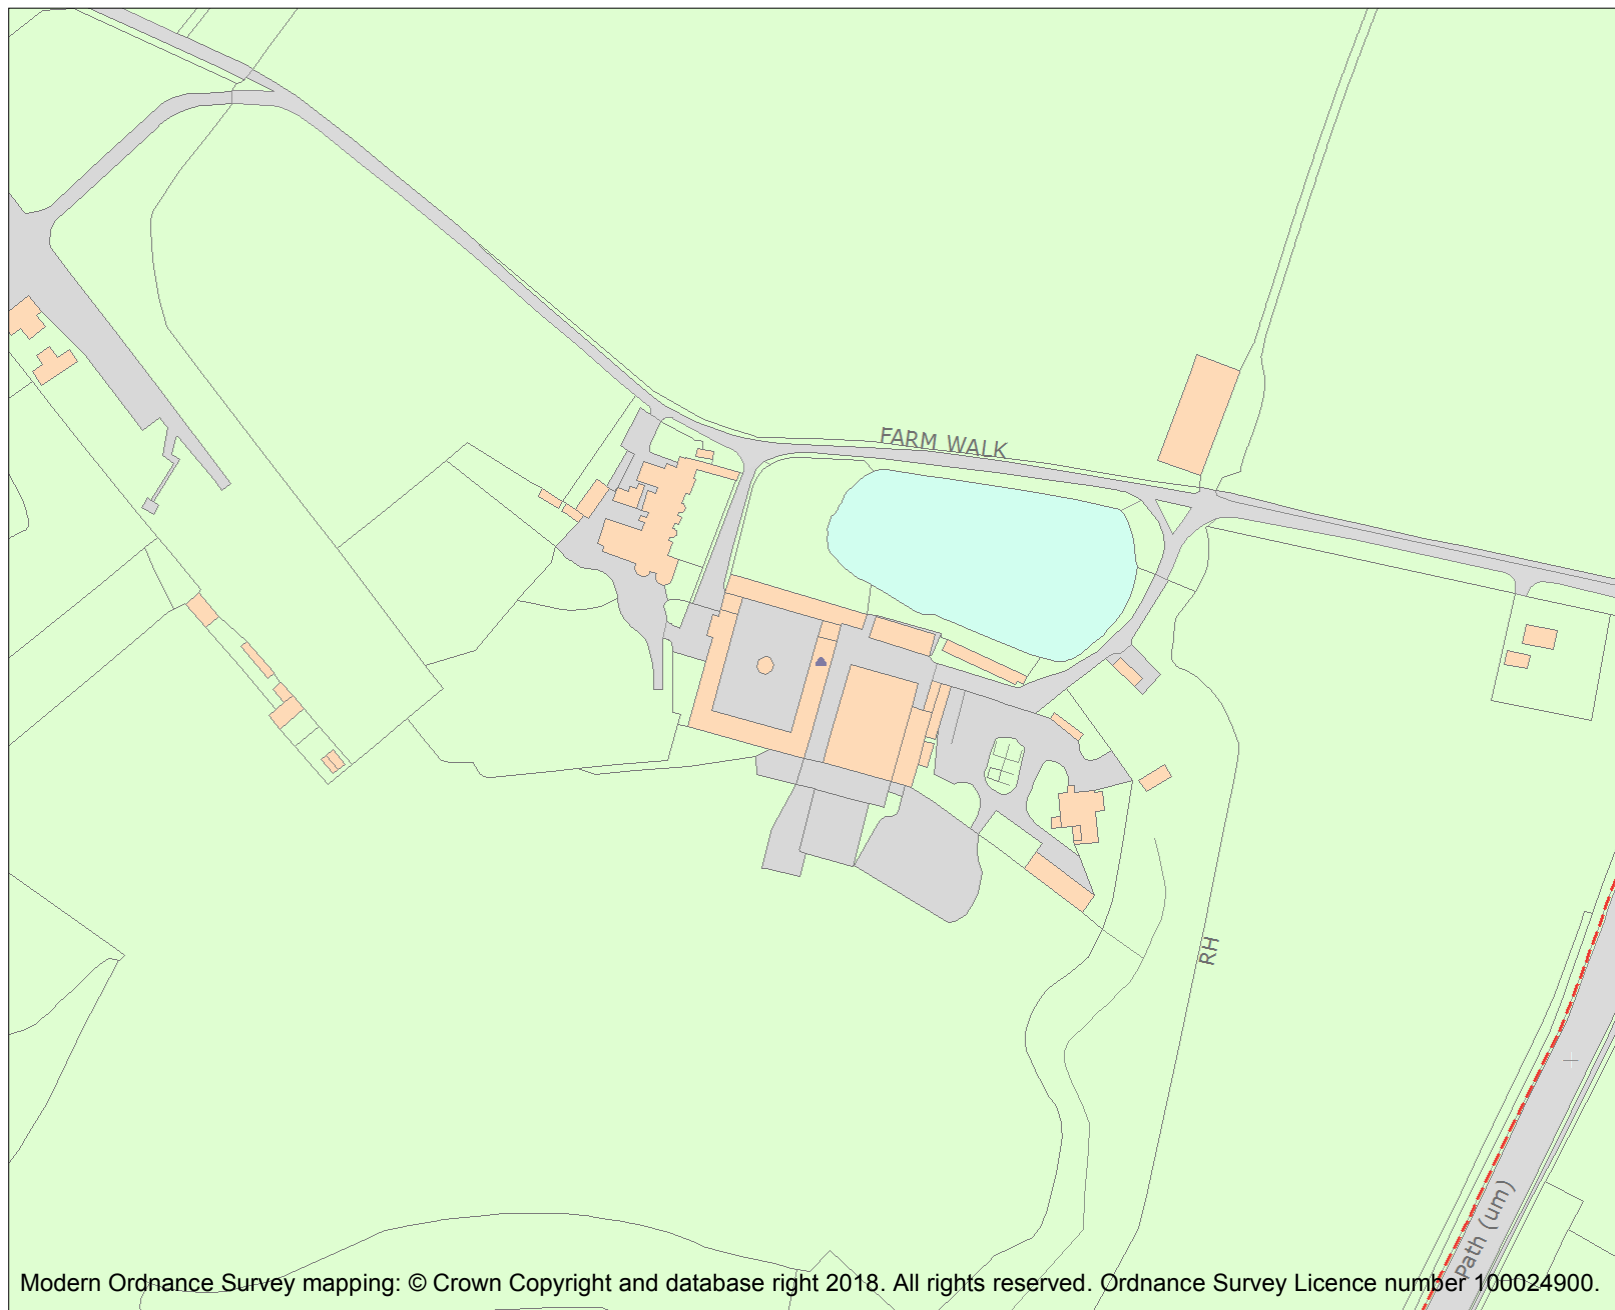 FARM WALK
RH
Path (um)
Modern Ordnance Survey mapping: © Crown Copyright and database right 2018. All rights reserved. Ordnance Survey Licence number 100024900.